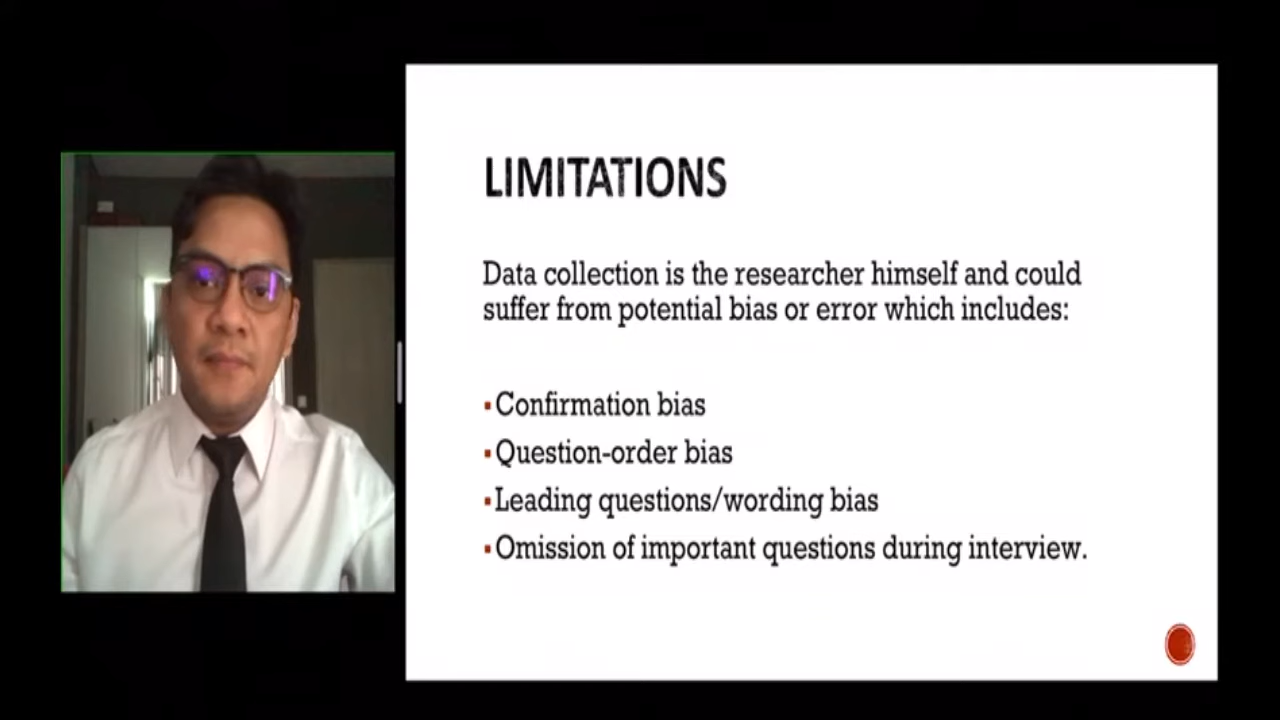 LIMITATIONS
Data collection is the researcher himself and could
suffer from potential bias or error which includes:
▪Confirmation bias
▪Question-order bias
▪Leading questions/wording bias
▪Omission of important questions during interview.